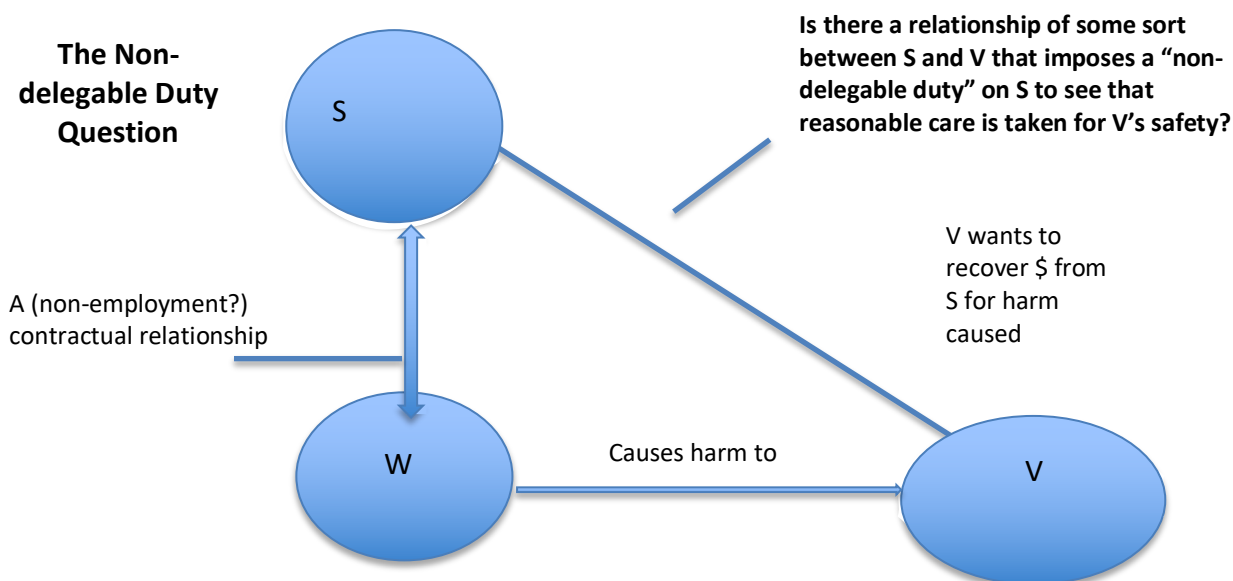 The Non-
delegable Duty
Question
S
Is there a relationship of some sort
between S and V that imposes a “non-
delegable duty” on S to see that
reasonable care is taken for V’s safety?
V wants to
recover $ from
S for harm
caused
A (non-employment?)
contractual relationship
W
Causes harm to
V